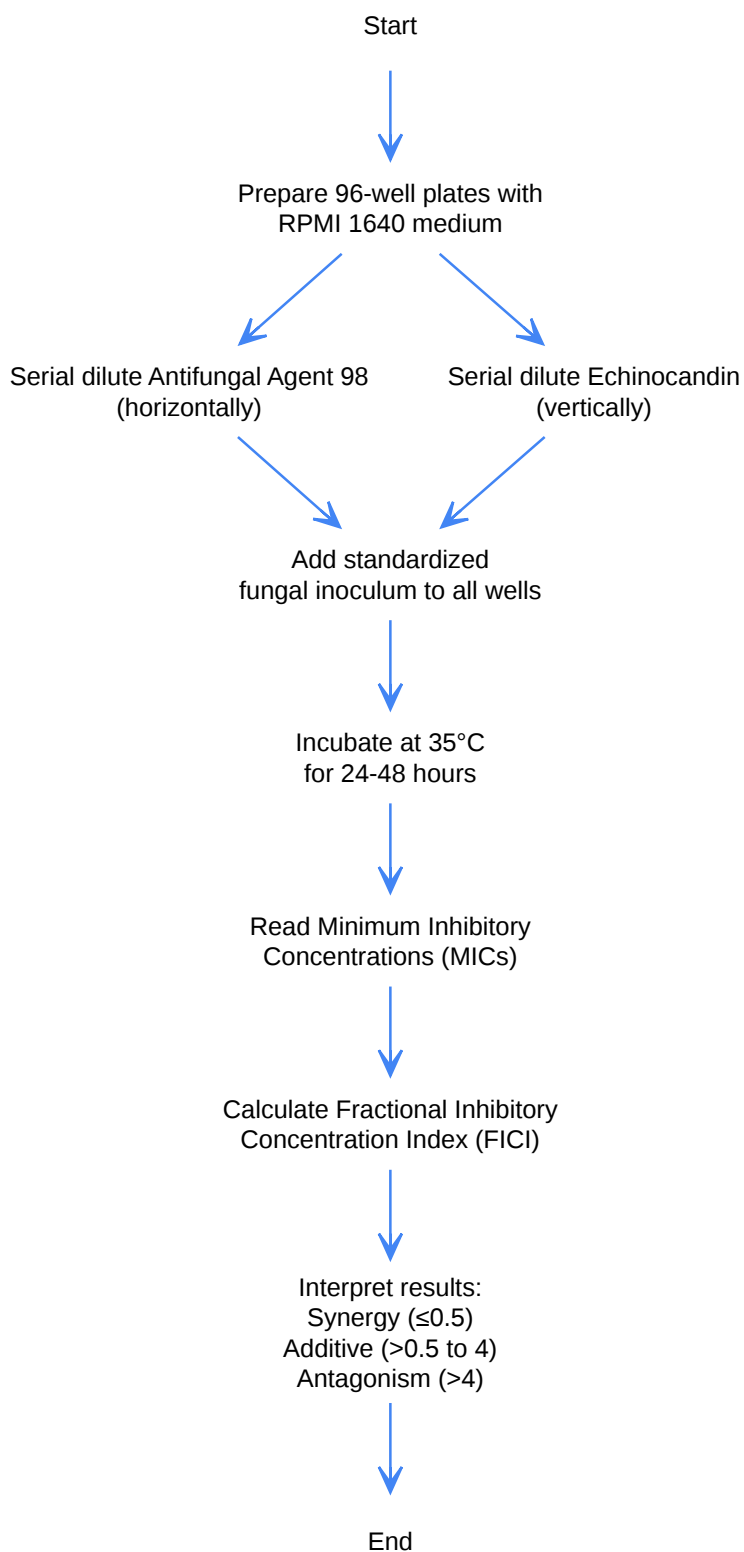 Start
Prepare 96-well plates with
RPMI 1640 medium
Serial dilute Antifungal Agent 98
(horizontally)
Serial dilute Echinocandin
(vertically)
Add standardized
fungal inoculum to all wells
Incubate at 35°C
for 24-48 hours
Read Minimum Inhibitory
Concentrations (MICs)
Calculate Fractional Inhibitory
Concentration Index (FICI)
Interpret results:
Synergy (≤0.5)
Additive (>0.5 to 4)
Antagonism (>4)
End